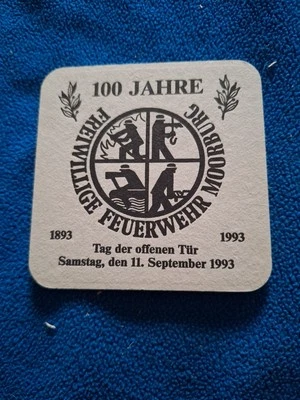 100 JAHRE
FREIWILLIGE FEUERWEHR MOORBURG
1893
1993
Tag der offenen Tür
Samstag, den 11. September 1993